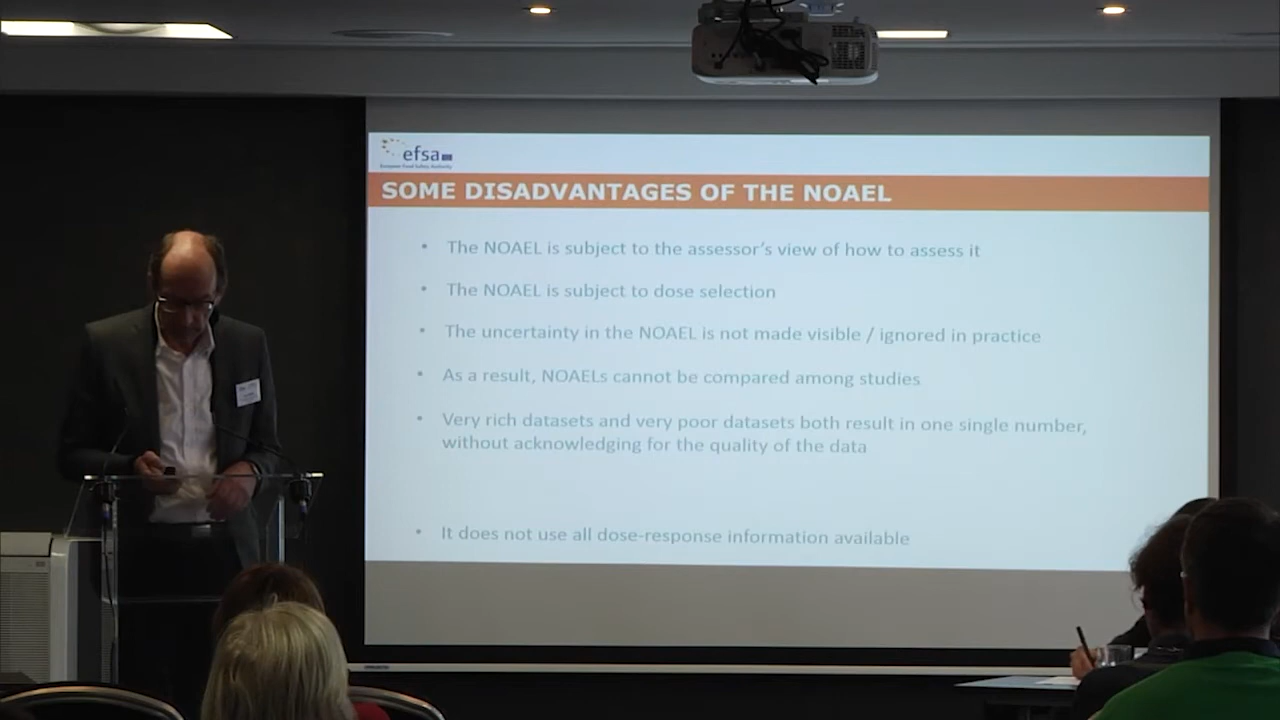 efsa
European Food Safety Authority
SOME DISADVANTAGES OF THE NOAEL
• The NOAEL is subject to the assessor's view of how to assess it
• The NOAEL is subject to dose selection
• The uncertainty in the NOAEL is not made visible / ignored in practice
• As a result, NOAELs cannot be compared among studies
• Very rich datasets and very poor datasets both result in one single number,
without acknowledging for the quality of the data
• It does not use all dose-response information available